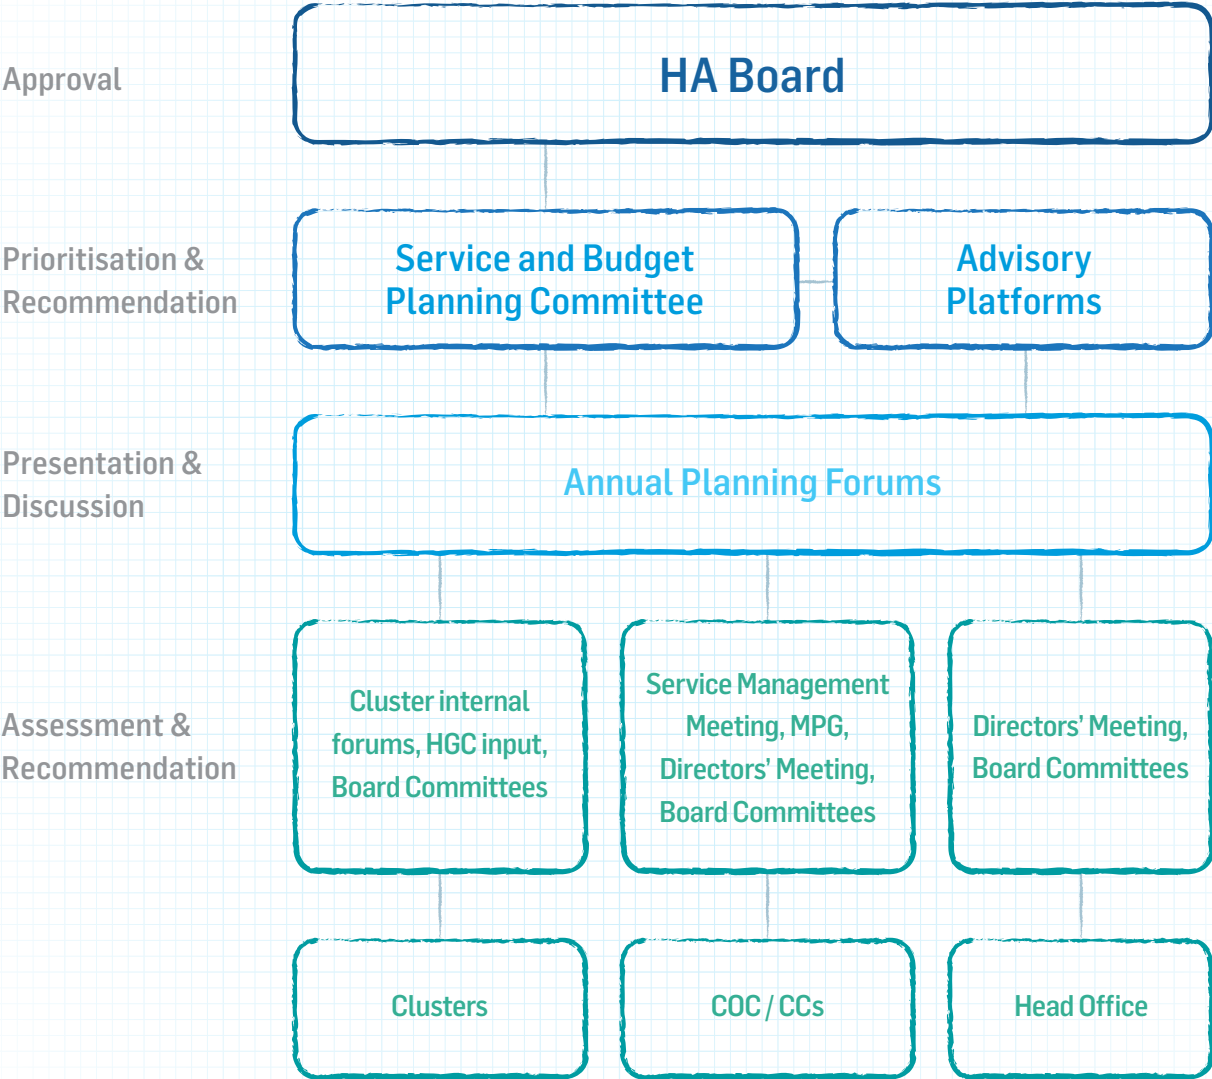 Approval
HA Board
Prioritisation &
Recommendation
Service and Budget
Planning Committee
Advisory
Platforms
Presentation &
Discussion
Annual Planning Forums
Assessment &
Recommendation
Cluster internal
forums, HGC input,
Board Committees
Service Management
Meeting, MPG,
Directors’ Meeting,
Board Committees
Directors’ Meeting,
Board Committees
Clusters
COC / CCs
Head Office